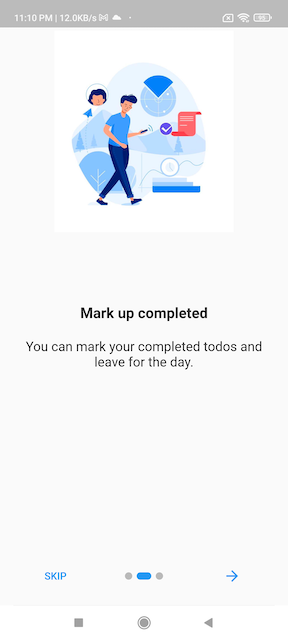 11:10 PM | 12.0KB/s
85
Mark up completed
You can mark your completed todos and
leave for the day.
SKIP